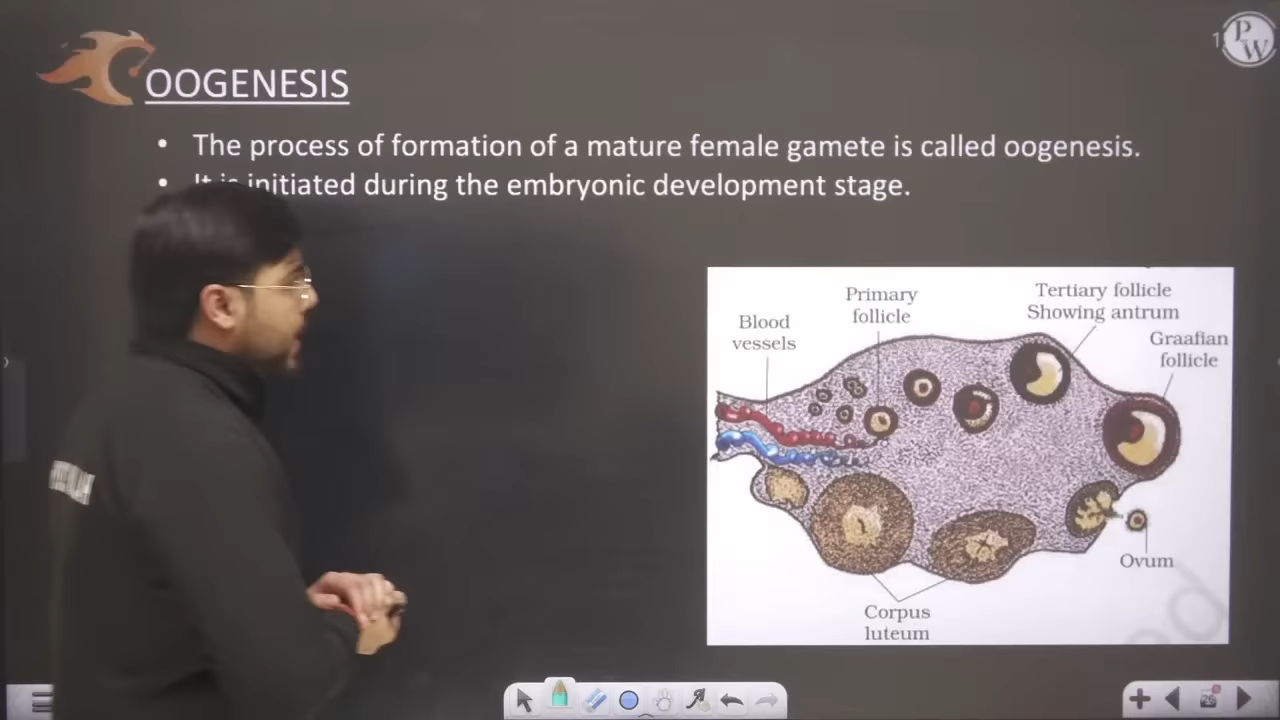 P
W
OOGENESIS
• The process of formation of a mature female gamete is called oogenesis.
• It is initiated during the embryonic development stage.
Primary
follicle
Tertiary follicle
Showing antrum
Blood
vessels
Graafian
follicle
Ovum
Corpus
luteum